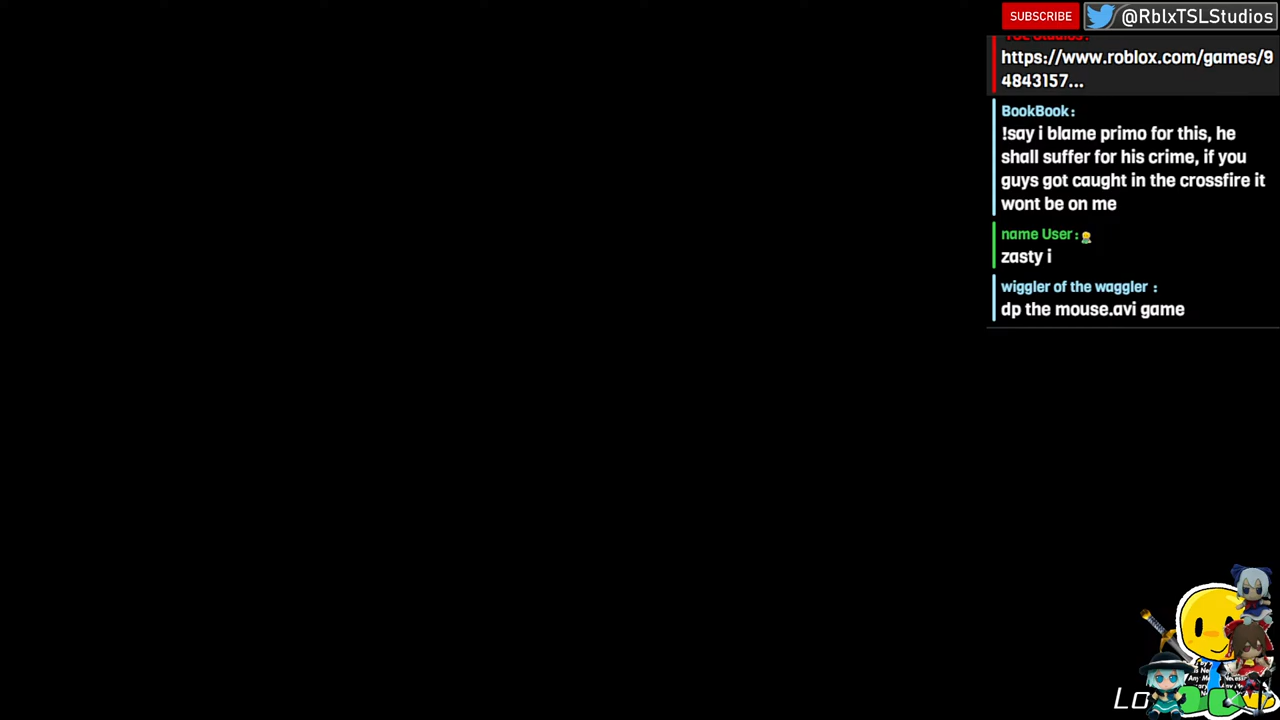 SUBSCRIBE
@RblxTSLStudios
TSL Studios:
https://www.roblox.com/games/9
4843157...
BookBook:
!say i blame primo for this, he
shall suffer for his crime, if you
guys got caught in the crossfire it
wont be on me
name User:
zasty i
wiggler of the waggler :
dp the mouse.avi game
Lo